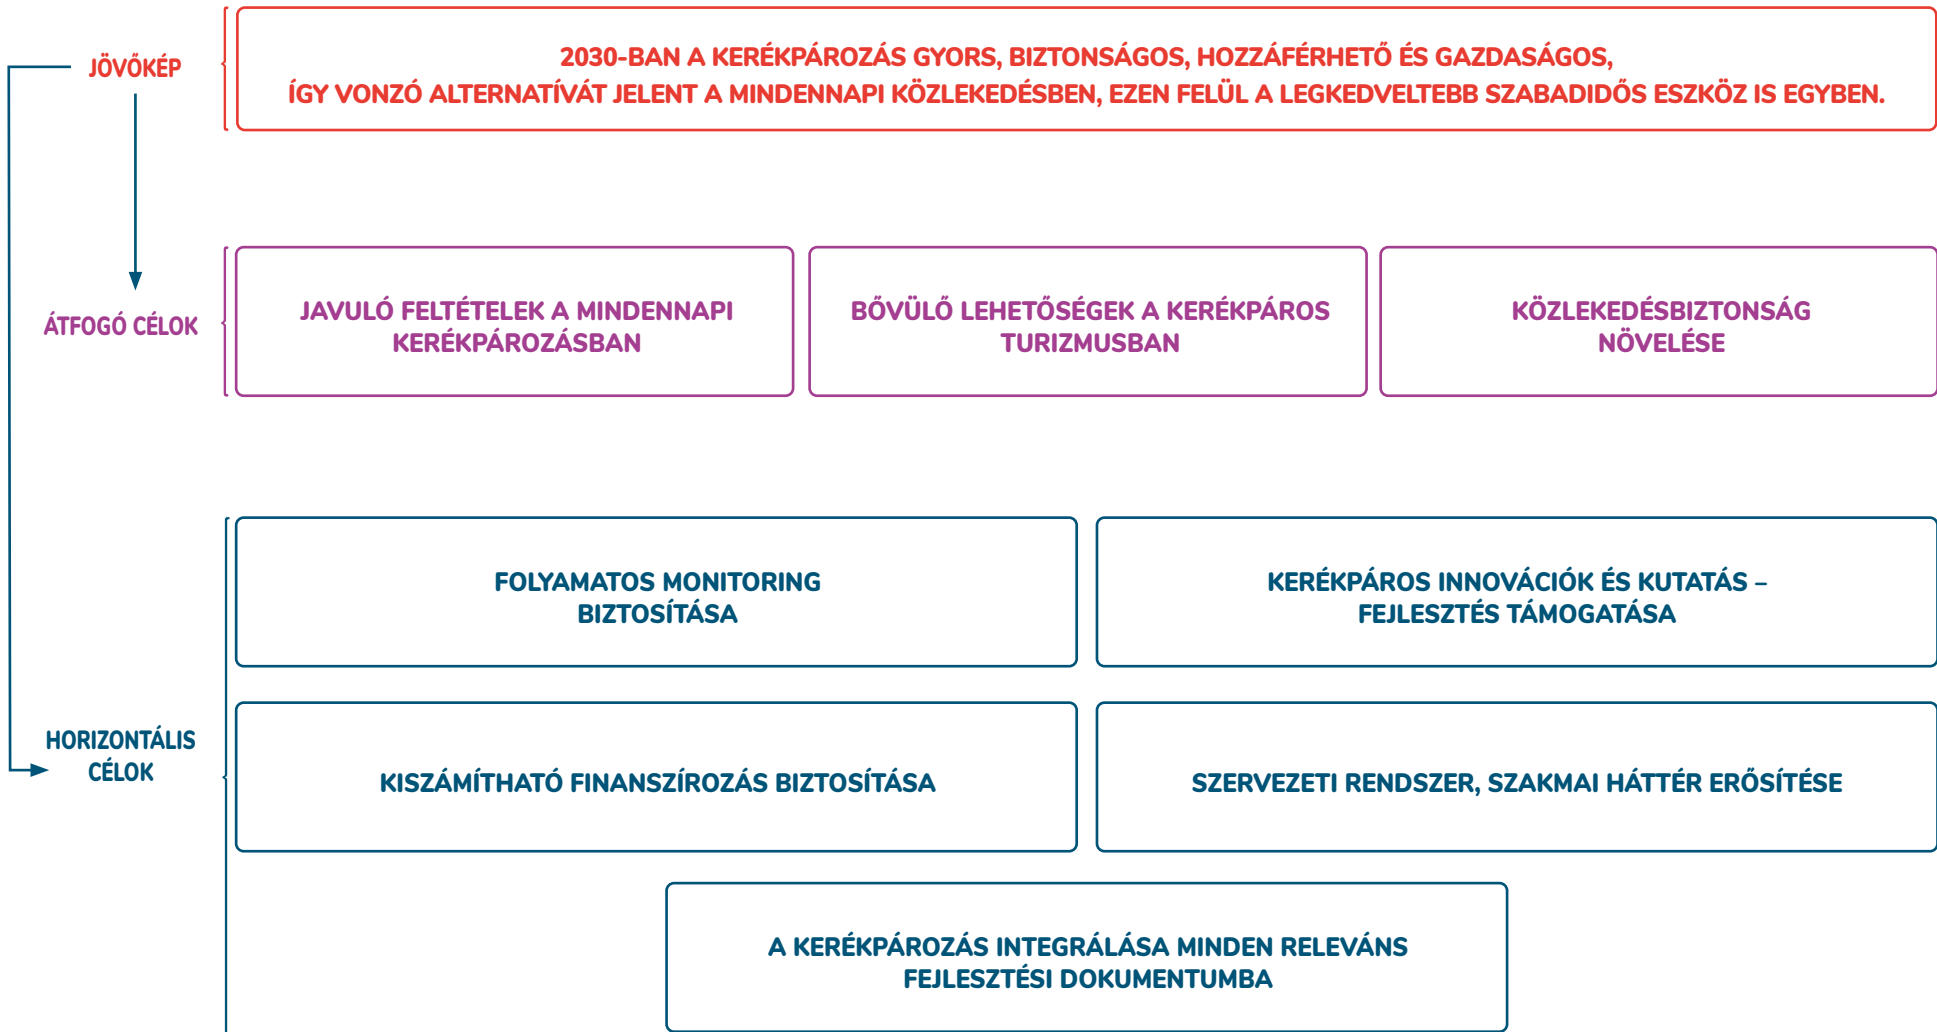 JÖVŐKÉP
2030-BAN A KERÉKPÁROZÁS GYORS, BIZTONSÁGOS, HOZZÁFÉRHETŐ ÉS GAZDASÁGOS,
ÍGY VONZÓ ALTERNATÍVÁT JELENT A MINDENNAPI KÖZLEKEDÉSBEN, EZEN FELÜL A LEGKEDVELTEBB SZABADIDŐS ESZKÖZ IS EGYBEN.
ÁTFOGÓ CÉLOK
JAVULÓ FELTÉTELEK A MINDENNAPI
KERÉKPÁROZÁSBAN
BŐVÜLŐ LEHETŐSÉGEK A KERÉKPÁROS
TURIZMUSBAN
KÖZLEKEDÉSBIZTONSÁG
NÖVELÉSE
HORIZONTÁLIS
CÉLOK
FOLYAMATOS MONITORING
BIZTOSÍTÁSA
KERÉKPÁROS INNOVÁCIÓK ÉS KUTATÁS –
FEJLESZTÉS TÁMOGATÁSA
KISZÁMÍTHATÓ FINANSZÍROZÁS BIZTOSÍTÁSA
SZERVEZETI RENDSZER, SZAKMAI HÁTTÉR ERŐSÍTÉSE
A KERÉKPÁROZÁS INTEGRÁLÁSA MINDEN RELEVÁNS
FEJLESZTÉSI DOKUMENTUMBA